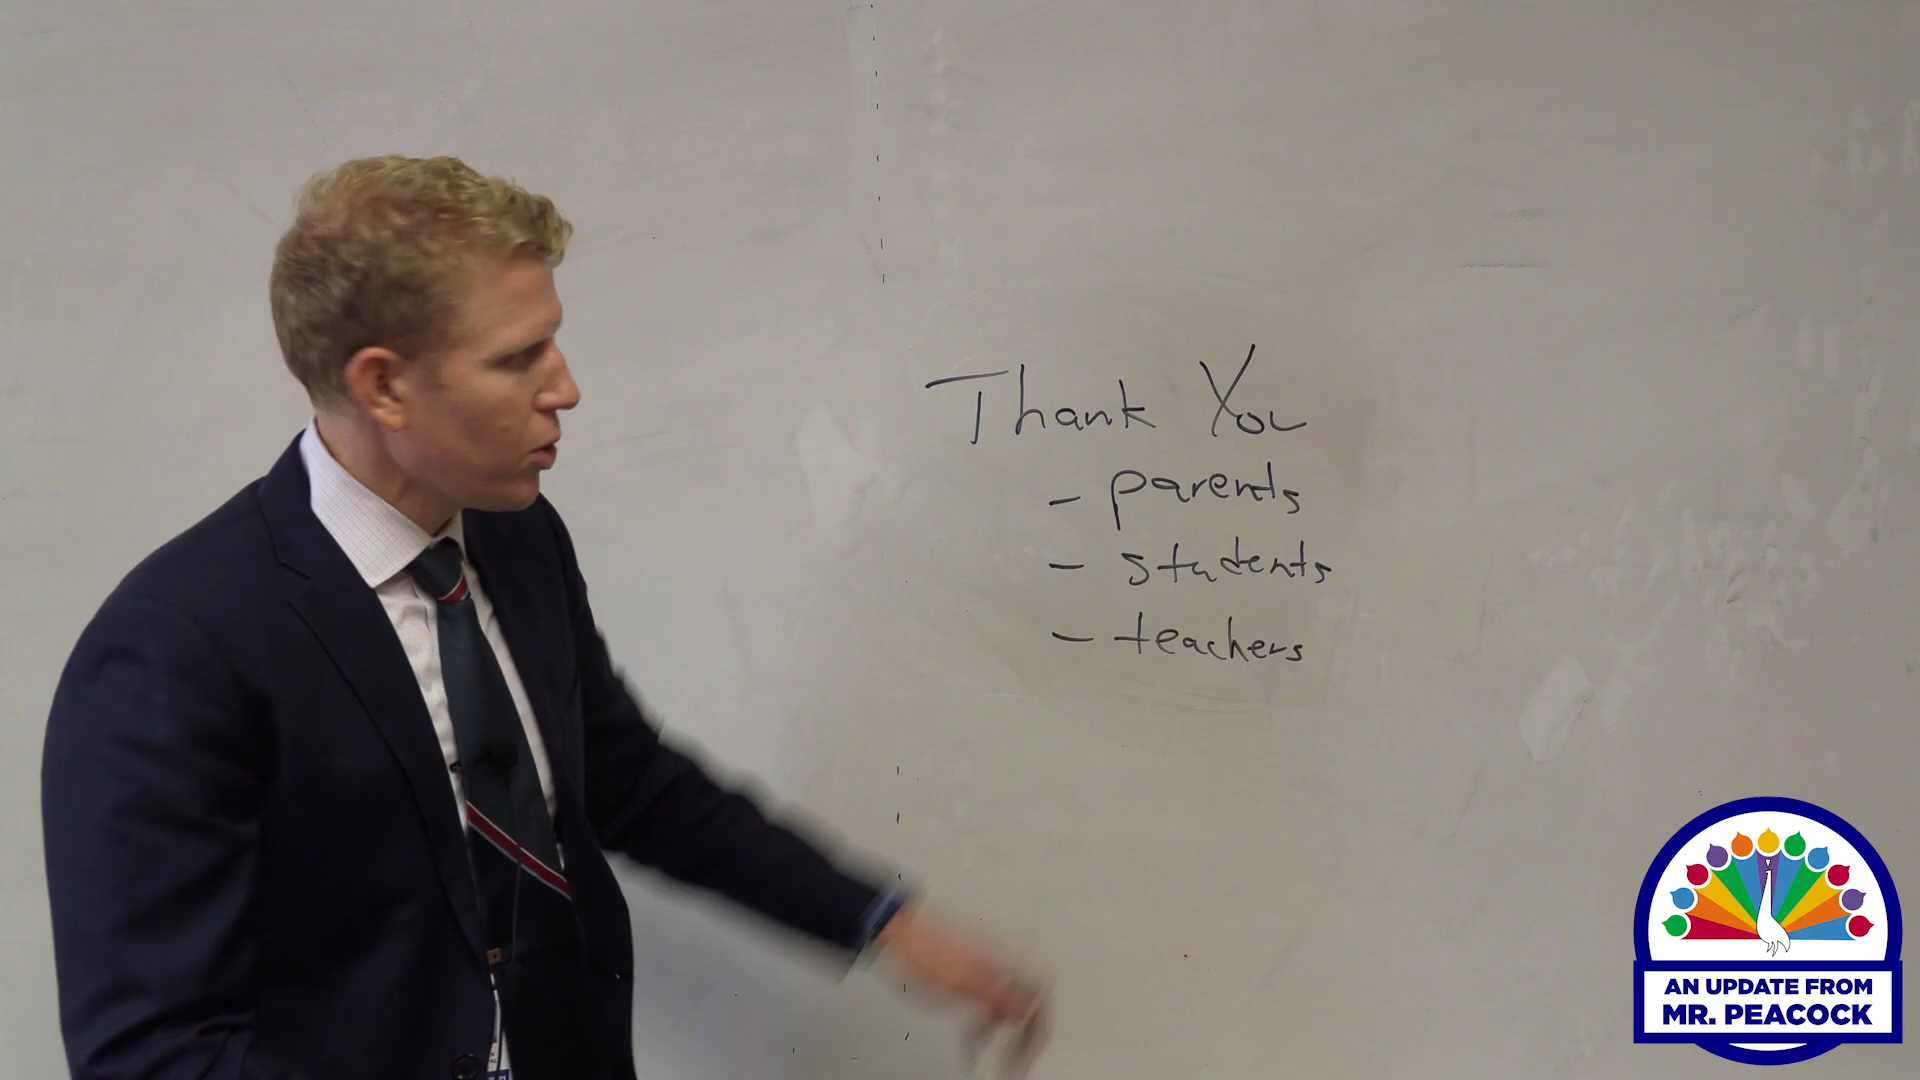 Thank You
- parents
- students
- teachers
AN UPDATE FROM
MR. PEACOCK